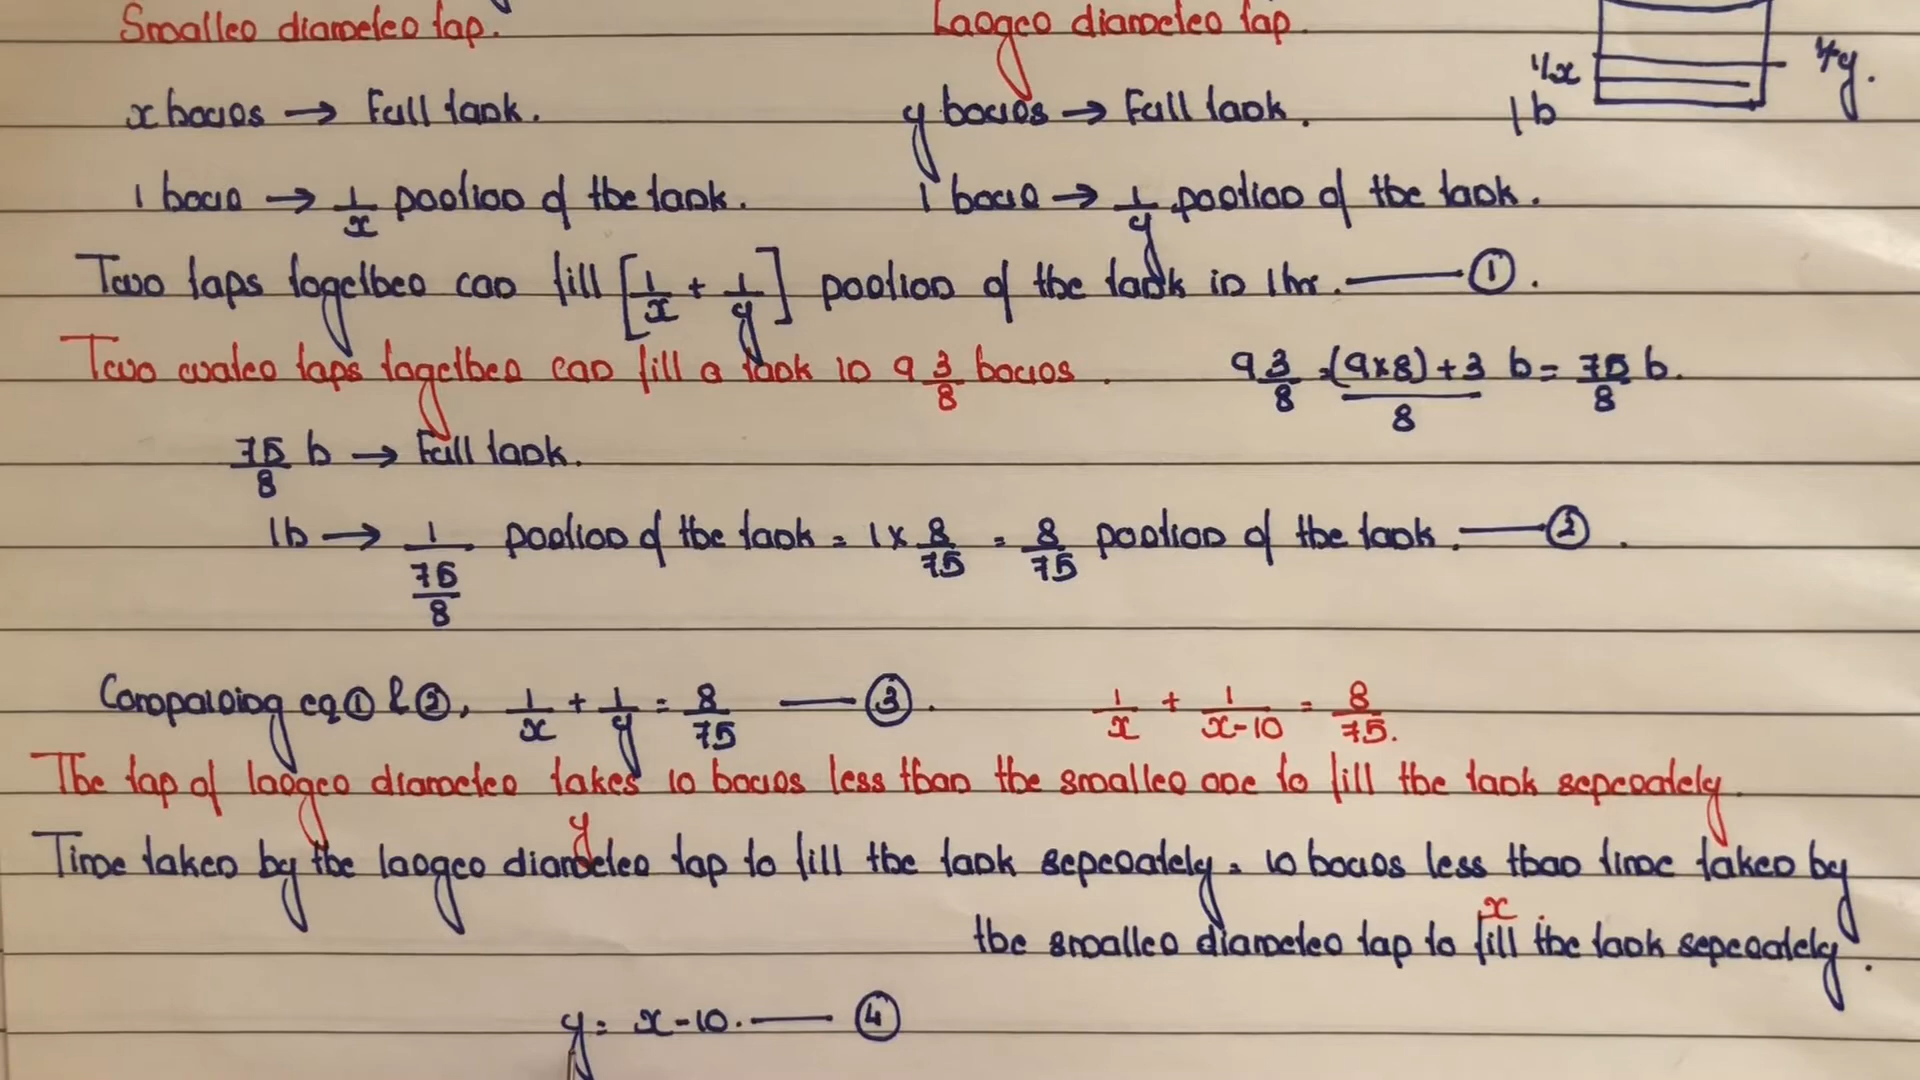 Smaller diameter tap. Larger diameter tap.
x hours → Full tank. y hours → Full tank. 1/x 1/y. 1h
1 hour → 1/x portion of the tank. 1 hour → 1/y portion of the tank.
Two taps together can fill [1/x + 1/y] portion of the tank in 1hr. —— ①.
Two water taps together can fill a tank in 9 3/8 hours. 9 3/8 = (9×8)+3/8 h = 75/8 h.
75/8 h → Full tank.
1h → 1/(75/8) portion of the tank = 1 × 8/75 = 8/75 portion of the tank. —— ②.
Comparing eq ① & ②, 1/x + 1/y = 8/75 —— ③. 1/x + 1/x-10 = 8/75.
The tap of larger diameter takes 10 hours less than the smaller one to fill the tank seperately.
y
Time taken by the larger diameter tap to fill the tank seperately = 10 hours less than time taken by
x
the smaller diameter tap to fill the tank seperately.
y = x-10. —— ④